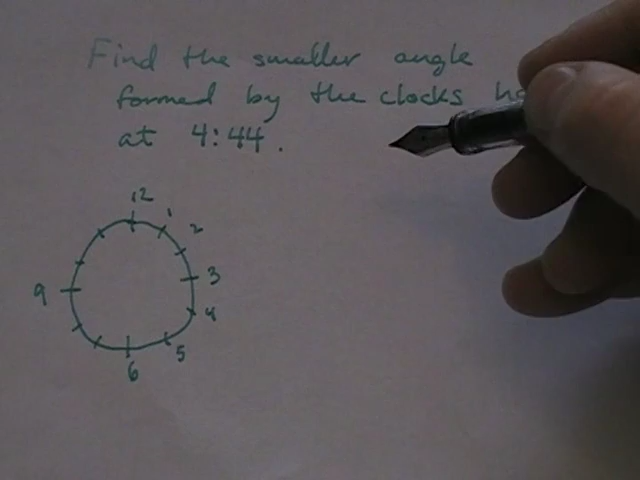 Find the smaller angle
formed by the clocks
at 4:44.
12
1
2
3
4
5
6
9